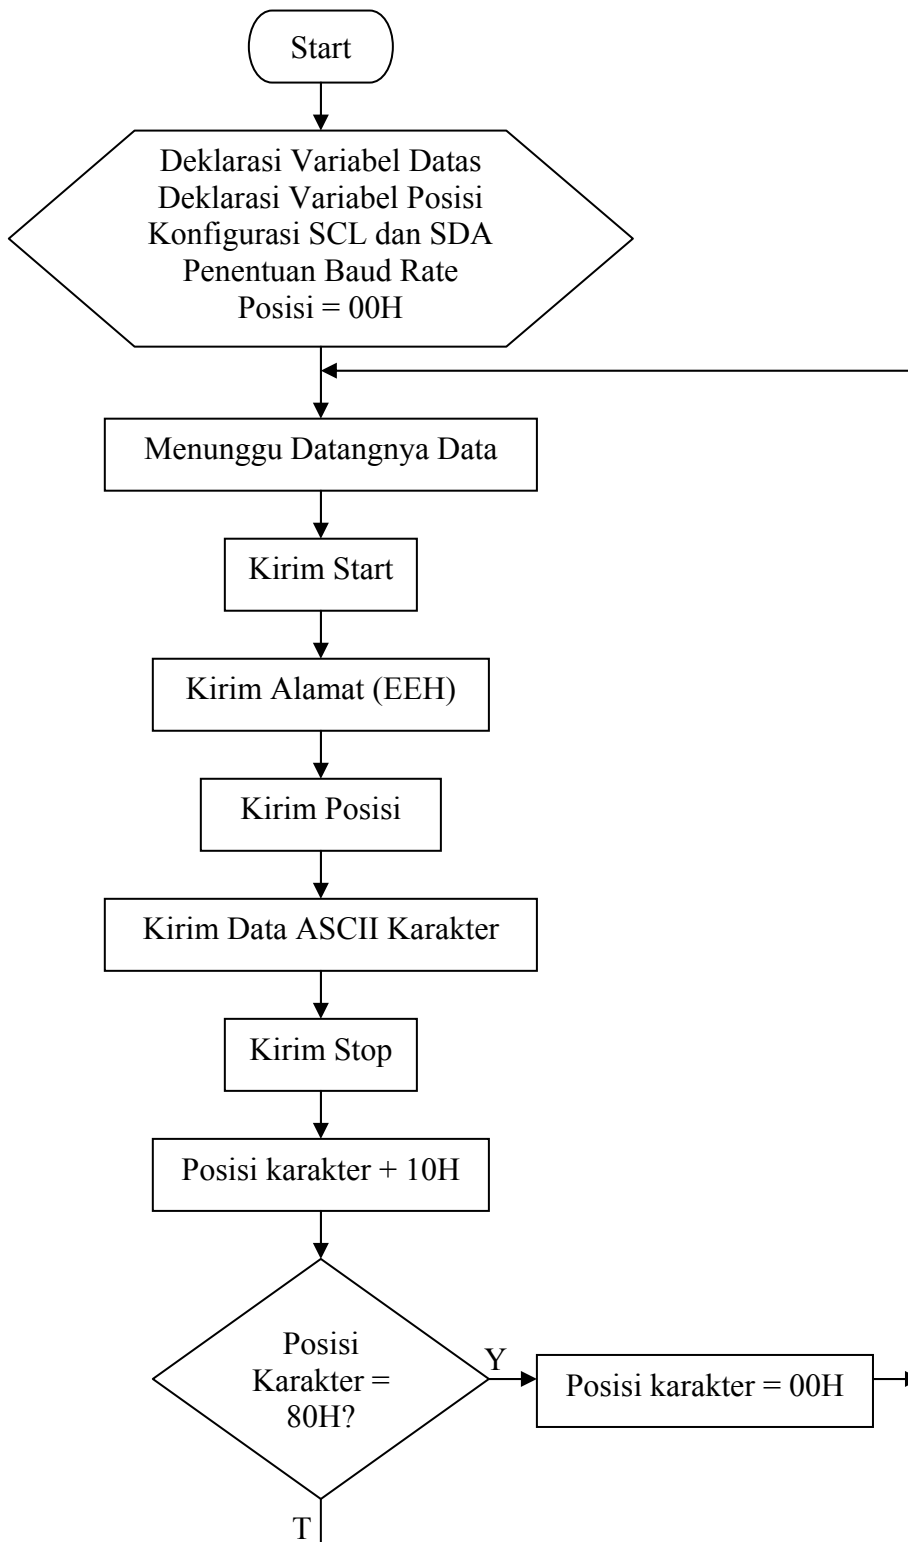 Start
Deklarasi Variabel Datas
Deklarasi Variabel Posisi
Konfigurasi SCL dan SDA
Penentuan Baud Rate
Posisi = 00H
Menunggu Datangnya Data
Kirim Start
Kirim Alamat (EEH)
Kirim Posisi
Kirim Data ASCII Karakter
Kirim Stop
Posisi karakter + 10H
Posisi
Karakter =
80H?
Y
Posisi karakter = 00H
T